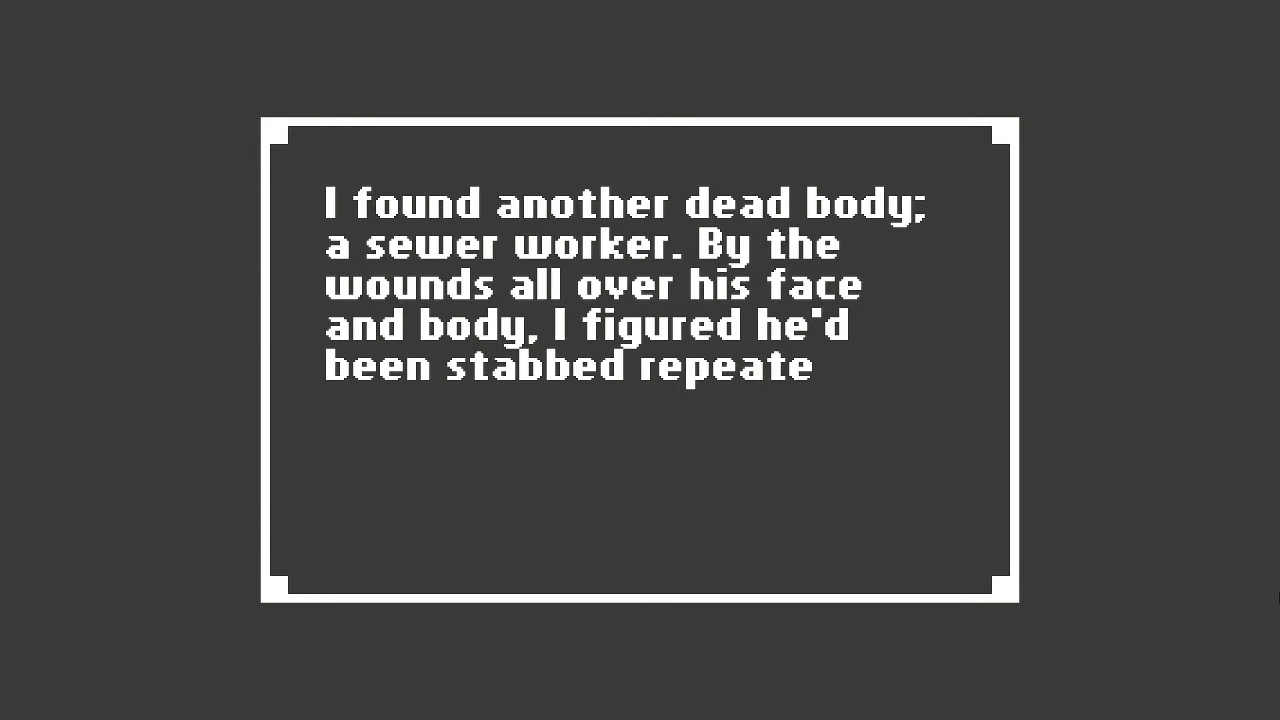 I found another dead body;
a sewer worker. By the
wounds all over his face
and body, I figured he'd
been stabbed repeate